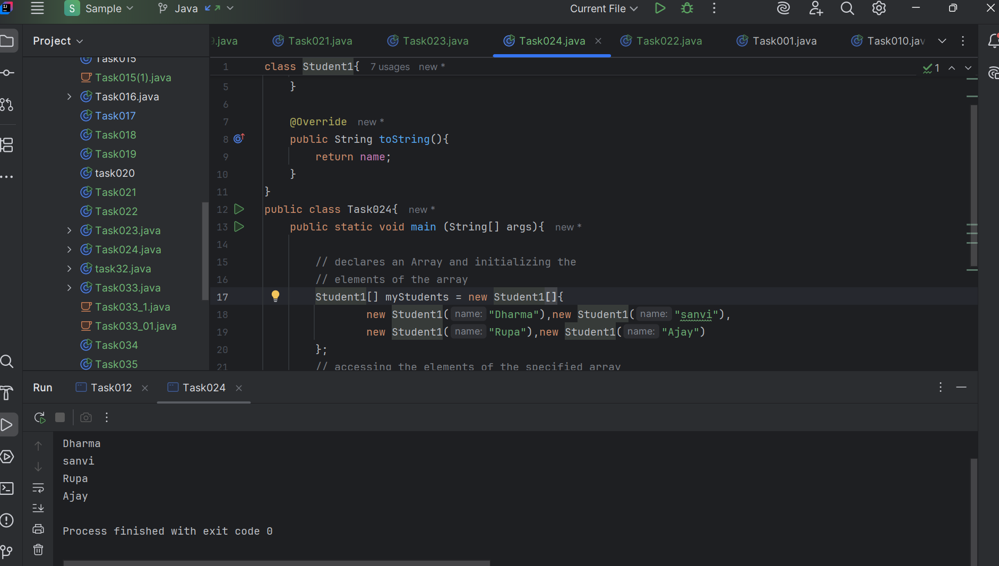 S Sample Java Current File
Project
9.java Task021.java Task023.java Task024.java Task022.java Task001.java Task010.jav
Task015
Task015(1).java
Task016.java
Task017
Task018
Task019
task020
Task021
Task022
Task023.java
Task024.java
task32.java
Task033.java
Task033_1.java
Task033_01.java
Task034
Task035
1 class Student1{ 7 usages new *
1
5 }
6
7 @Override new *
8 public String toString(){
9 return name;
10 }
11 }
12 public class Task024{ new *
13 public static void main (String[] args){ new *
14
15 // declares an Array and initializing the
16 // elements of the array
17 Student1[] myStudents = new Student1[]{
18 new Student1( name: "Dharma"),new Student1( name: "sanvi"),
19 new Student1( name: "Rupa"),new Student1( name: "Ajay")
20 };
21 // accessing the elements of the specified array
Run Task012 Task024
Dharma
sanvi
Rupa
Ajay
Process finished with exit code 0